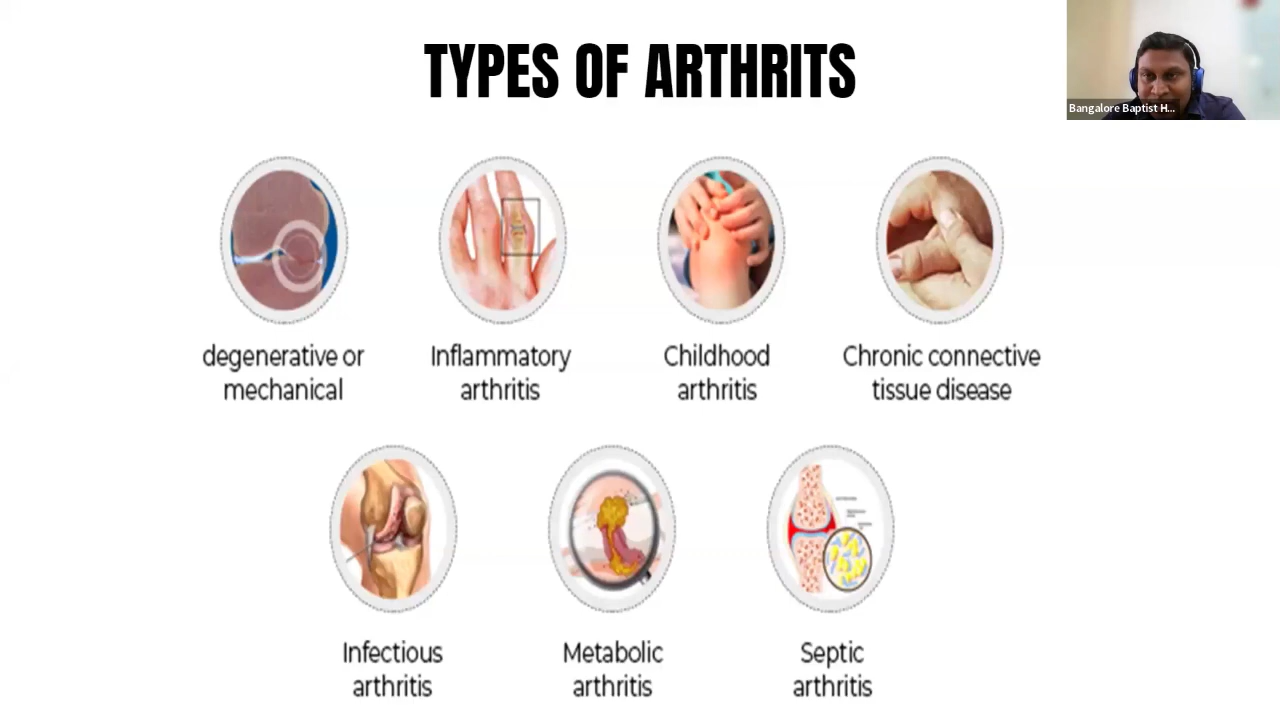 TYPES OF ARTHRITS
Bangalore Baptist H...
degenerative or
mechanical
Inflammatory
arthritis
Childhood
arthritis
Chronic connective
tissue disease
Infectious
arthritis
Metabolic
arthritis
Septic
arthritis